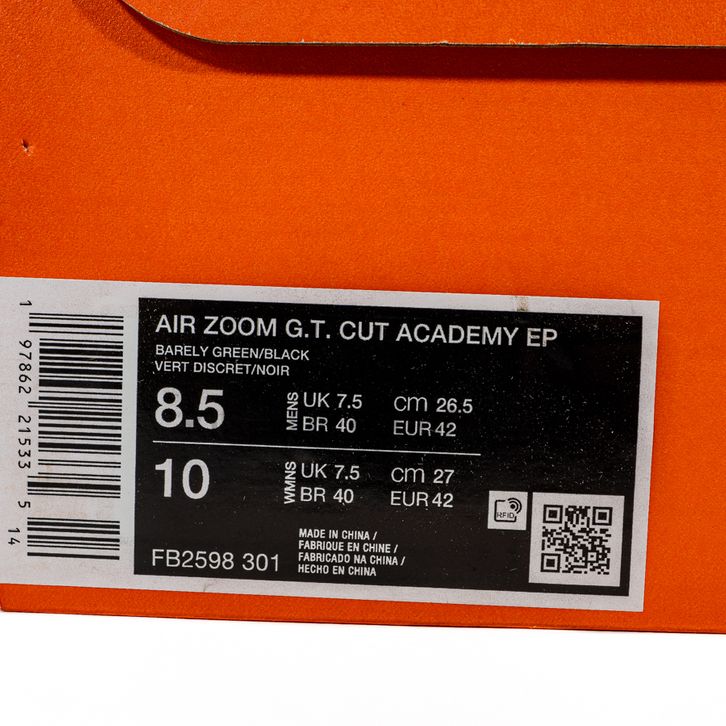 AIR ZOOM G.T. CUT ACADEMY EP
BARELY GREEN/BLACK
VERT DISCRET/NOIR
8.5 MENS UK 7.5 cm 26.5
BR 40 EUR 42
10 WMNS UK 7.5 cm 27
BR 40 EUR 42
RFID
FB2598 301
MADE IN CHINA /
FABRIQUE EN CHINE /
FABRICADO NA CHINA /
HECHO EN CHINA
1 97862 21533 5 14